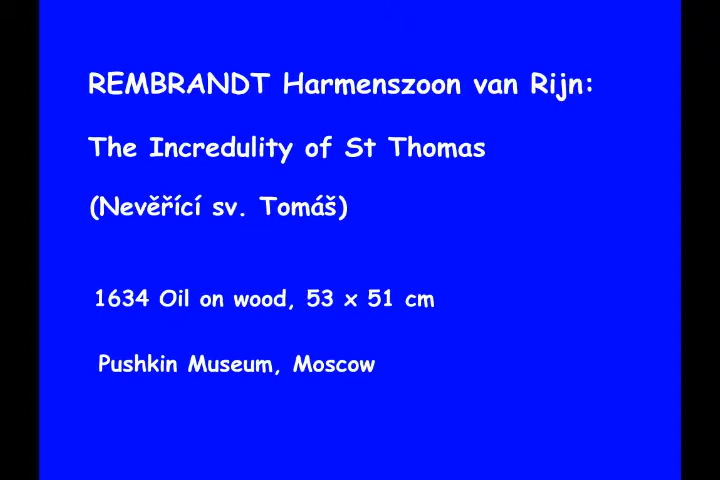 REMBRANDT Harmenszoon van Rijn:
The Incredulity of St Thomas
(Nevěřící sv. Tomáš)
1634 Oil on wood, 53 x 51 cm
Pushkin Museum, Moscow